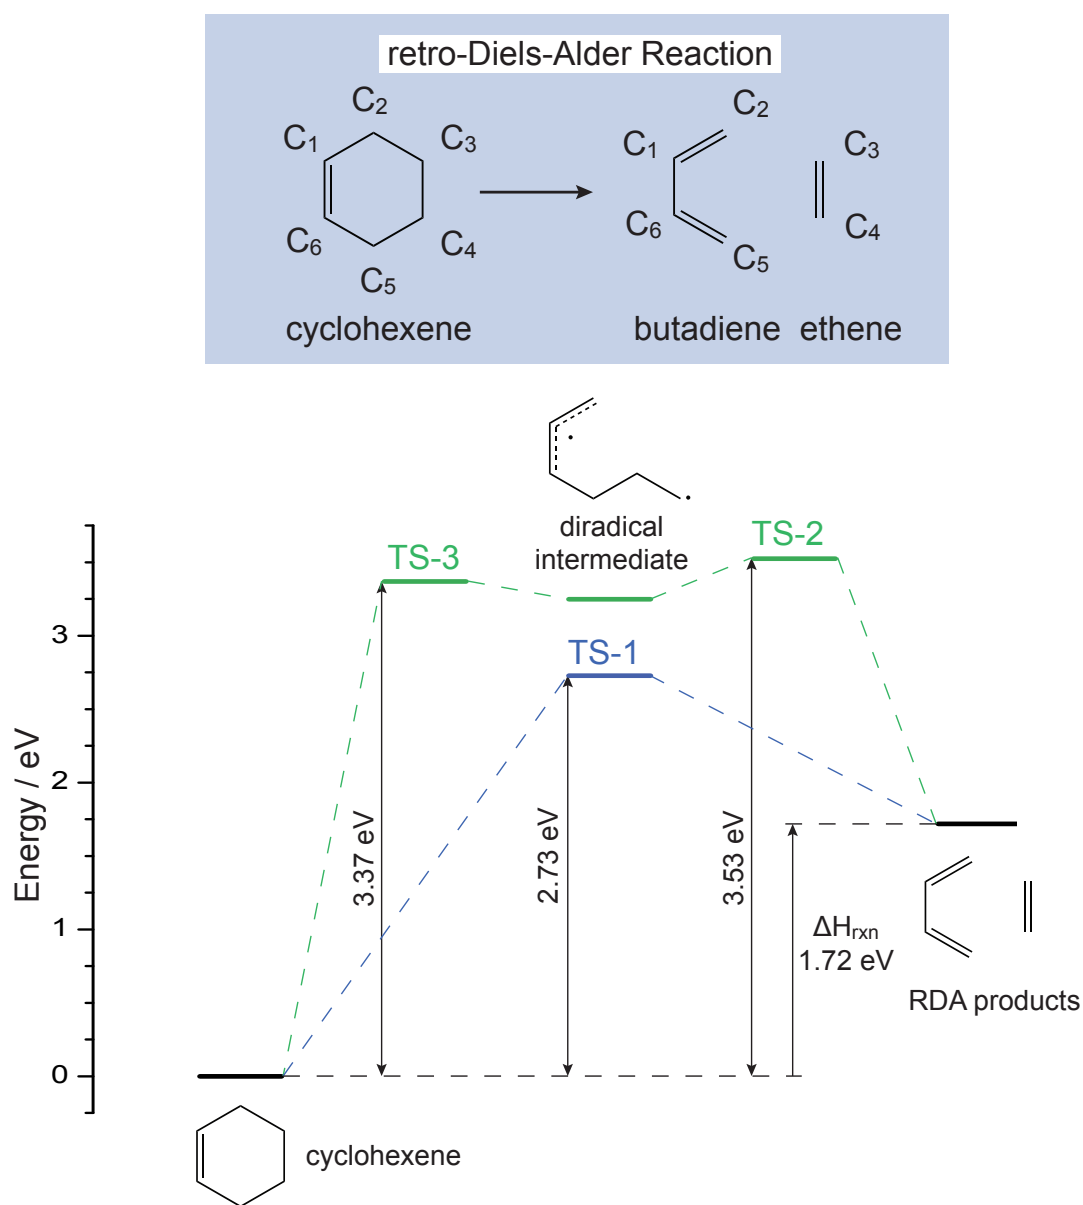 retro-Diels-Alder Reaction
C2
C1
C3
C6
C4
C5
cyclohexene
C2
C1
C3
C6
C4
C5
butadiene ethene
diradical
intermediate
TS-3
TS-2
TS-1
Energy / eV
3
2
1
0
3.37 eV
2.73 eV
3.53 eV
ΔHrxn
1.72 eV
RDA products
cyclohexene